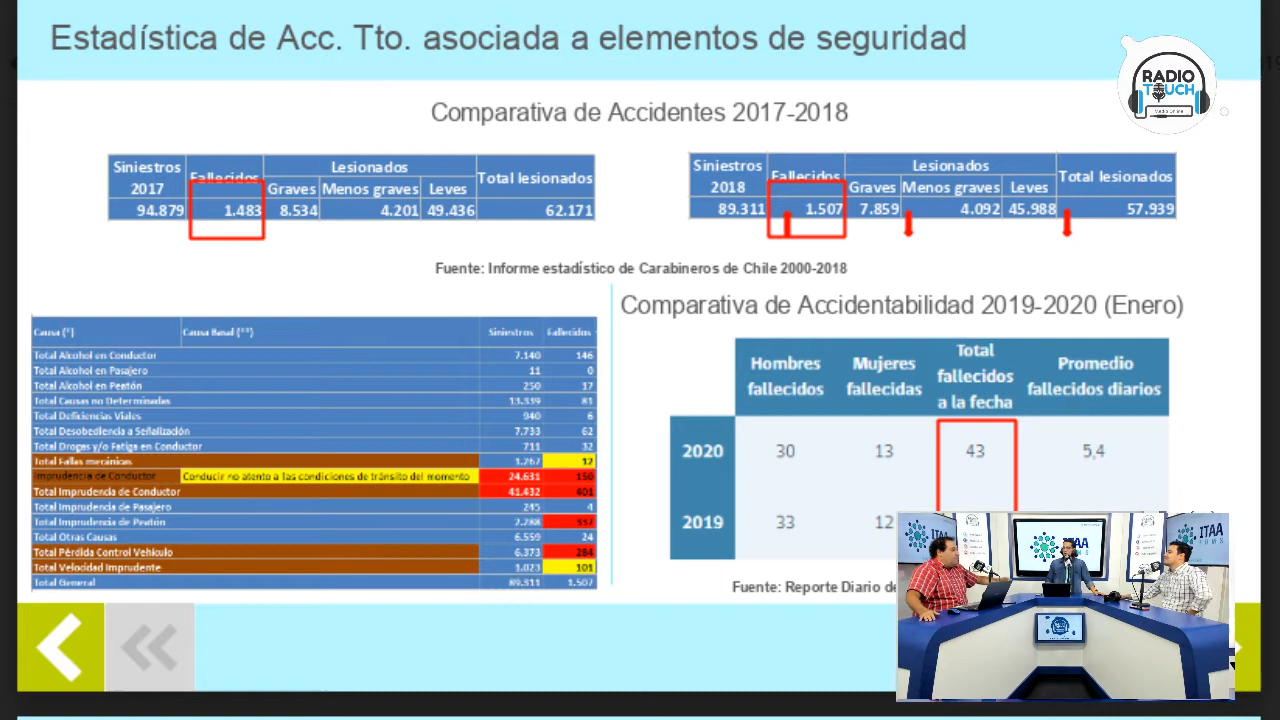 Estadística de Acc. Tto. asociada a elementos de seguridad
RADIO
TOUCH
Media Online
Comparativa de Accidentes 2017-2018
Siniestros 2017 Fallecidos Lesionados Total lesionados
Graves Menos graves Leves
94.879 1.483 8.534 4.201 49.436 62.171
Siniestros 2018 Fallecidos Lesionados Total lesionados
Graves Menos graves Leves
89.311 1.507 7.859 4.092 45.988 57.939
Fuente: Informe estadístico de Carabineros de Chile 2000-2018
Causa (*) Causa Basal (**) Siniestros Fallecidos
Total Alcohol en Conductor 7.140 146
Total Alcohol en Pasajero 11 0
Total Alcohol en Peatón 250 17
Total Causas no Determinadas 13.339 81
Total Deficiencias Viales 940 6
Total Desobediencia a Señalización 7.733 62
Total Drogas y/o Fatiga en Conductor 711 32
Total Fallas mecánicas 1.267 12
Imprudencia de Conductor Conducir no atento a las condiciones de tránsito del momento 24.631 150
Total Imprudencia de Conductor 41.432 401
Total Imprudencia de Pasajero 245 4
Total Imprudencia de Peatón 2.288 337
Total Otras Causas 6.559 24
Total Pérdida Control Vehículo 6.373 284
Total Velocidad Imprudente 1.023 101
Total General 89.311 1.507
Comparativa de Accidentabilidad 2019-2020 (Enero)
Hombres fallecidos Mujeres fallecidas Total fallecidos a la fecha Promedio fallecidos diarios
2020 30 13 43 5,4
2019 33 12
Fuente: Reporte Diario de
ITAA
ITAA